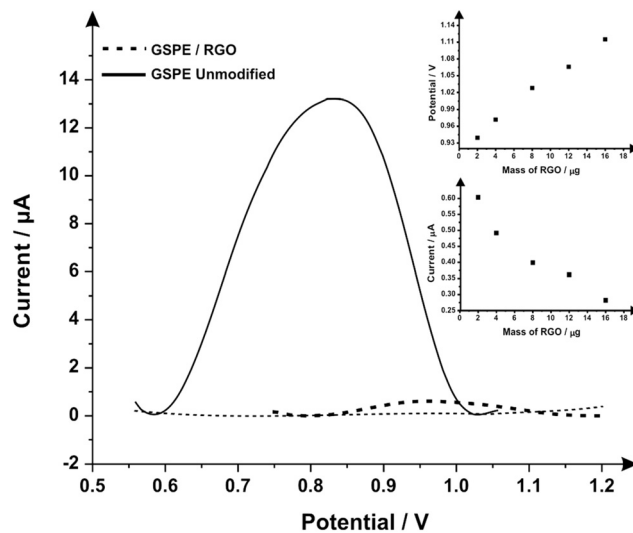 GSPE / RGO
GSPE Unmodified
Current / µA
14
12
10
8
6
4
2
0
-2
0.5 0.6 0.7 0.8 0.9 1.0 1.1 1.2
Potential / V
Potential / V
1.14
1.11
1.08
1.05
1.02
0.99
0.96
0.93
0 2 4 6 8 10 12 14 16 18
Mass of RGO / µg
Current / µA
0.60
0.55
0.50
0.45
0.40
0.35
0.30
0.25
0 2 4 6 8 10 12 14 16 18
Mass of RGO / µg